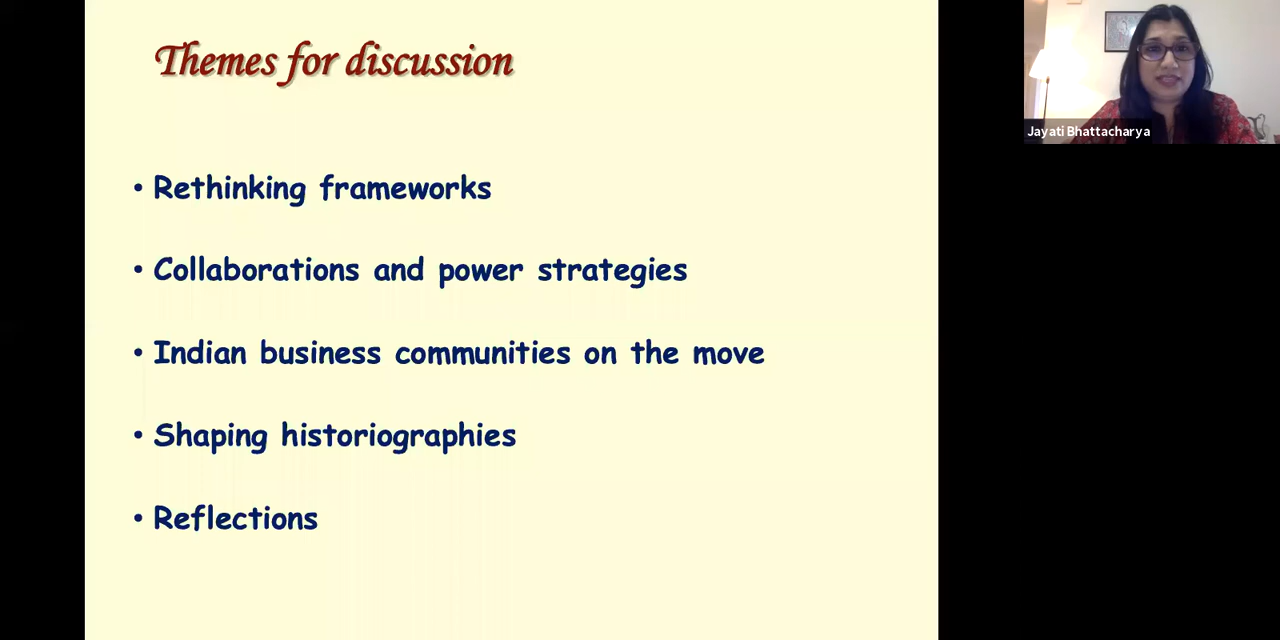 Themes for discussion
• Rethinking frameworks
• Collaborations and power strategies
• Indian business communities on the move
• Shaping historiographies
• Reflections
Jayati Bhattacharya